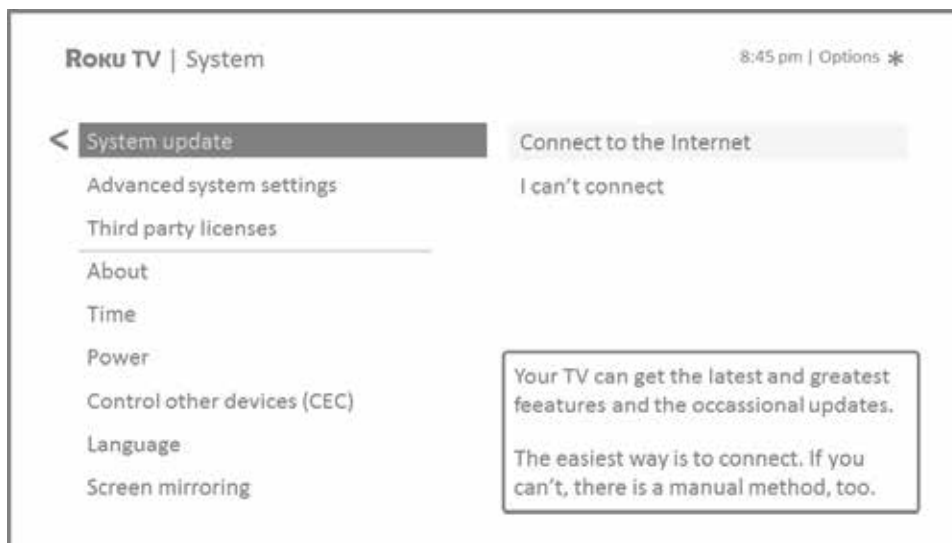 ROKU TV | System
8:45 pm | Options *
< System update
Advanced system settings
Third party licenses
About
Time
Power
Control other devices (CEC)
Language
Screen mirroring
Connect to the Internet
I can't connect
Your TV can get the latest and greatest
feeatures and the occassional updates.
The easiest way is to connect. If you
can't, there is a manual method, too.